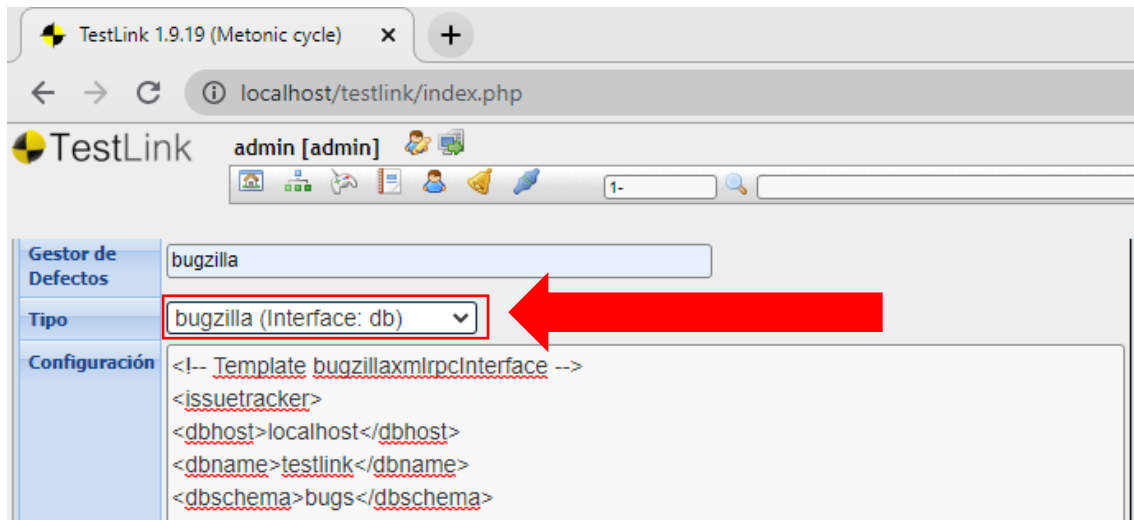 TestLink 1.9.19 (Metonic cycle)
localhost/testlink/index.php
TestLink
admin [admin]
1-
Gestor de
Defectos
bugzilla
Tipo
bugzilla (Interface: db)
Configuración
<!-- Template bugzillaxmlrpcInterface -->
<issuetracker>
<dbhost>localhost</dbhost>
<dbname>testlink</dbname>
<dbschema>bugs</dbschema>